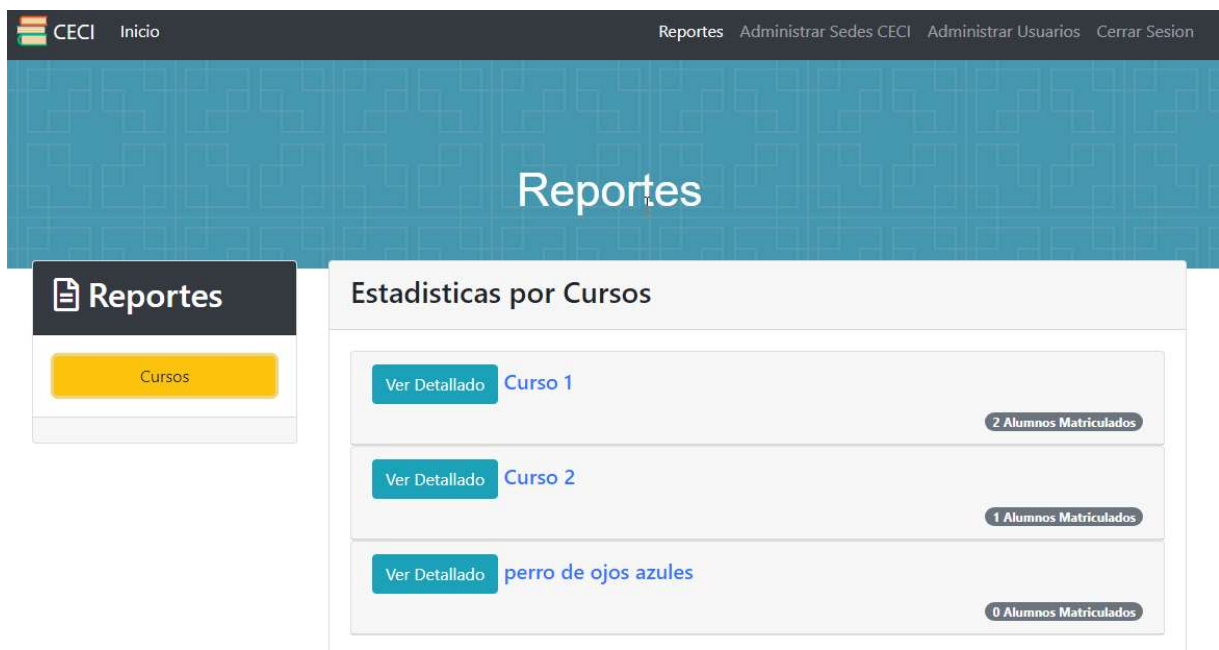 CECI Inicio Reportes Administrar Sedes CECI Administrar Usuarios Cerrar Sesion
Reportes
Reportes
Cursos
Estadisticas por Cursos
Ver Detallado Curso 1
2 Alumnos Matriculados
Ver Detallado Curso 2
1 Alumnos Matriculados
Ver Detallado perro de ojos azules
0 Alumnos Matriculados